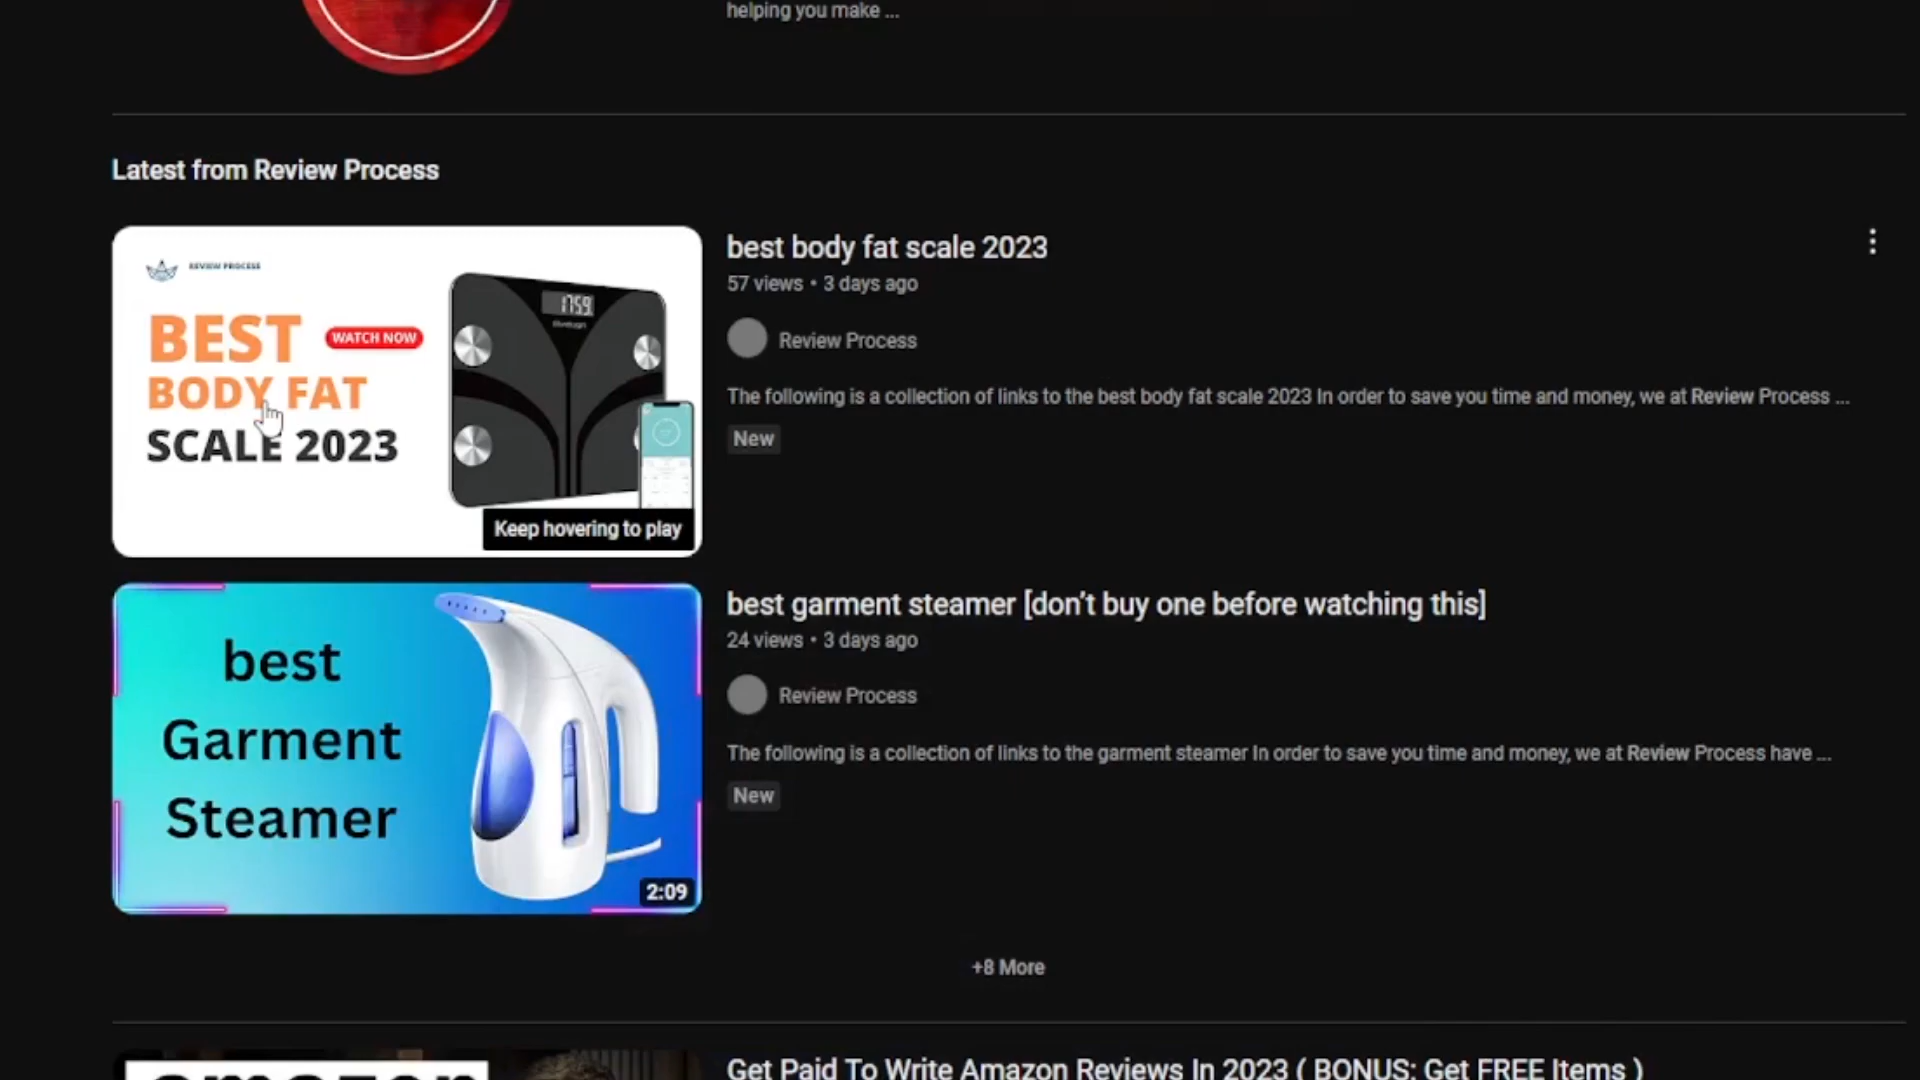 helping you make ...
Latest from Review Process
REVIEW PROCESS
BEST
WATCH NOW
BODY FAT
SCALE 2023
1759
Keep hovering to play
best body fat scale 2023
57 views • 3 days ago
Review Process
The following is a collection of links to the best body fat scale 2023 In order to save you time and money, we at Review Process ...
New
best
Garment
Steamer
2:09
best garment steamer [don’t buy one before watching this]
24 views • 3 days ago
Review Process
The following is a collection of links to the garment steamer In order to save you time and money, we at Review Process have ...
New
+8 More
amazon
Get Paid To Write Amazon Reviews In 2023 ( BONUS: Get FREE Items )